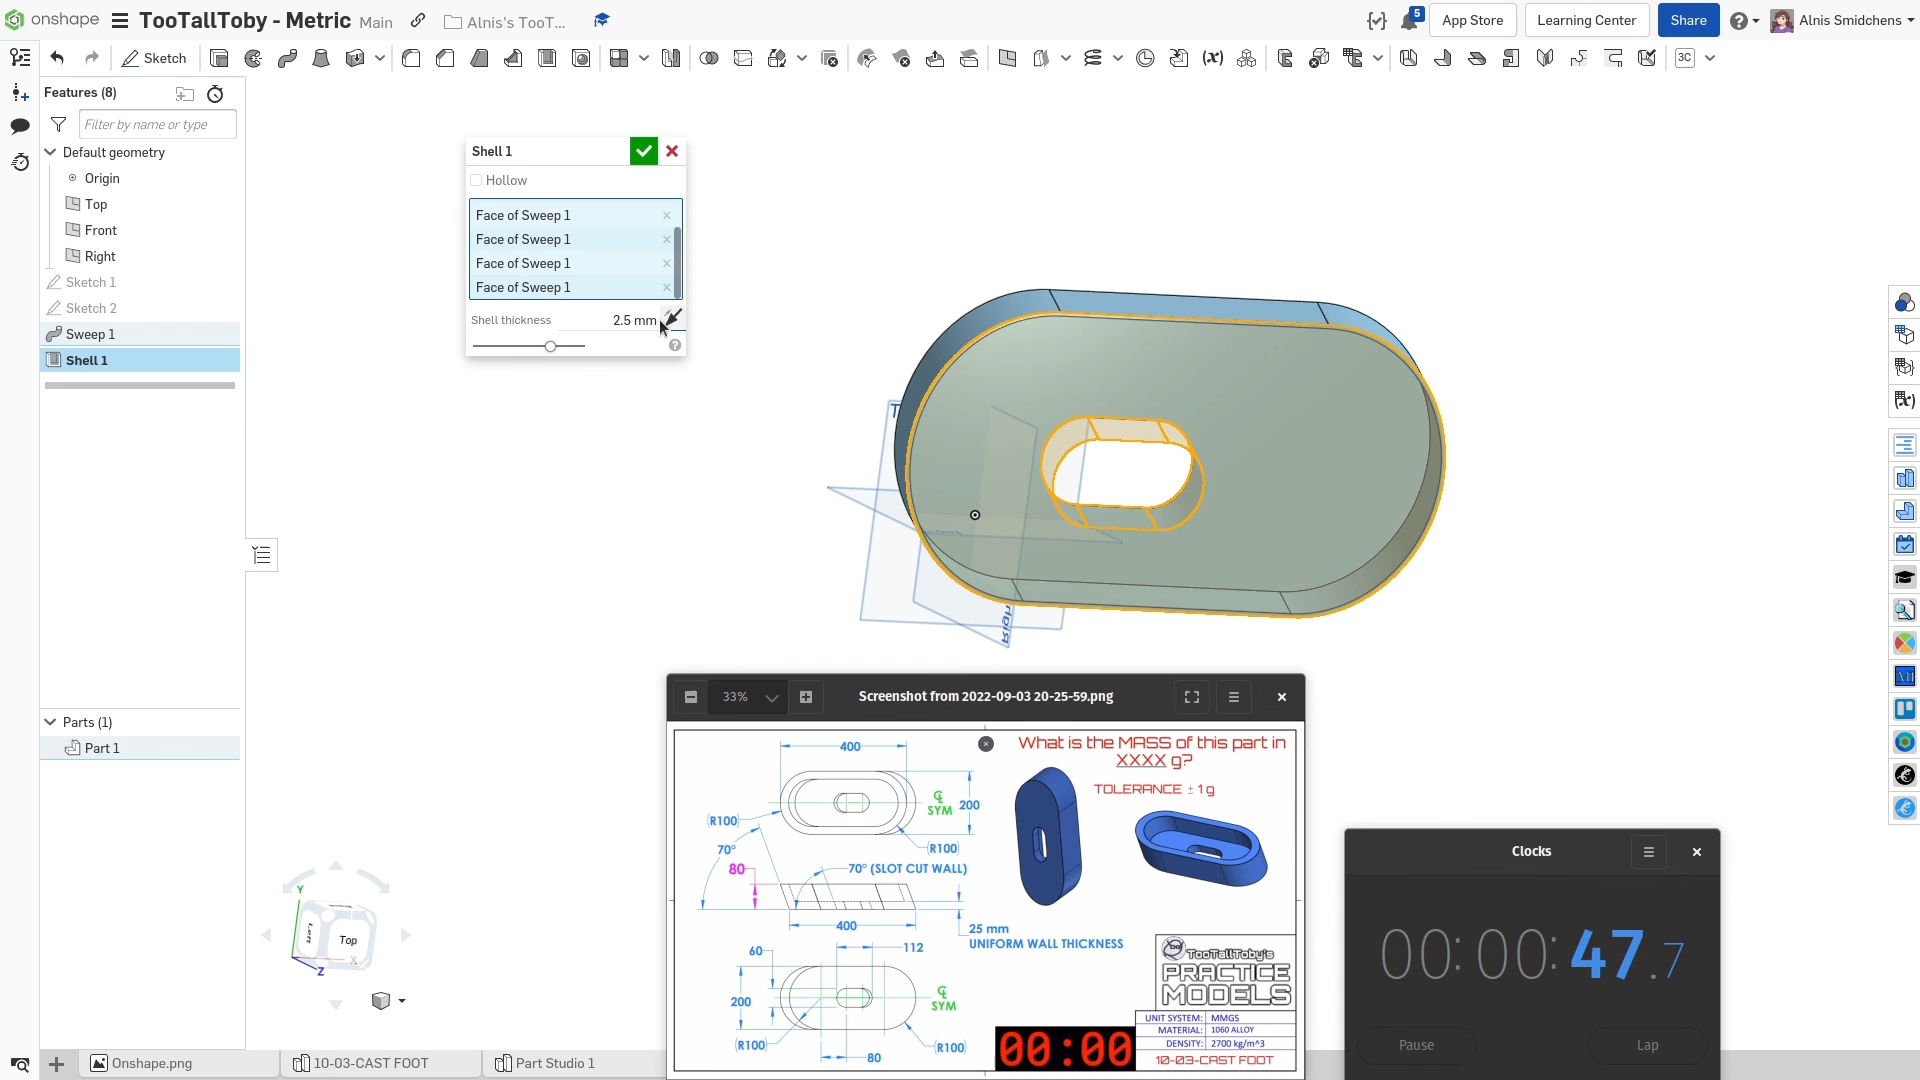 onshape
TooTallToby - Metric
Main
Alnis's TooT...
5
App Store
Learning Center
Share
Alnis Smidchens
Sketch
3C
Features (8)
Filter by name or type
Default geometry
Origin
Top
Front
Right
Sketch 1
Sketch 2
Sweep 1
Shell 1
Parts (1)
Part 1
Shell 1
Hollow
Face of Sweep 1
Face of Sweep 1
Face of Sweep 1
Face of Sweep 1
Shell thickness
2.5 mm
T
Right
Y
Left
Top
X
Z
33%
Screenshot from 2022-09-03 20-25-59.png
What is the MASS of this part in
XXXX g?
TOLERANCE ± 1 g
400
SYM
200
(R100)
(R100)
70°
80
70° (SLOT CUT WALL)
400
25 mm
UNIFORM WALL THICKNESS
60
112
200
SYM
(R100)
(R100)
80
TooTallToby's
PRACTICE
MODELS
UNIT SYSTEM: MMGS
MATERIAL: 1060 ALLOY
DENSITY: 2700 kg/m^3
10-03-CAST FOOT
00:00
Clocks
00:00:47.7
Pause
Lap
Onshape.png
10-03-CAST FOOT
Part Studio 1